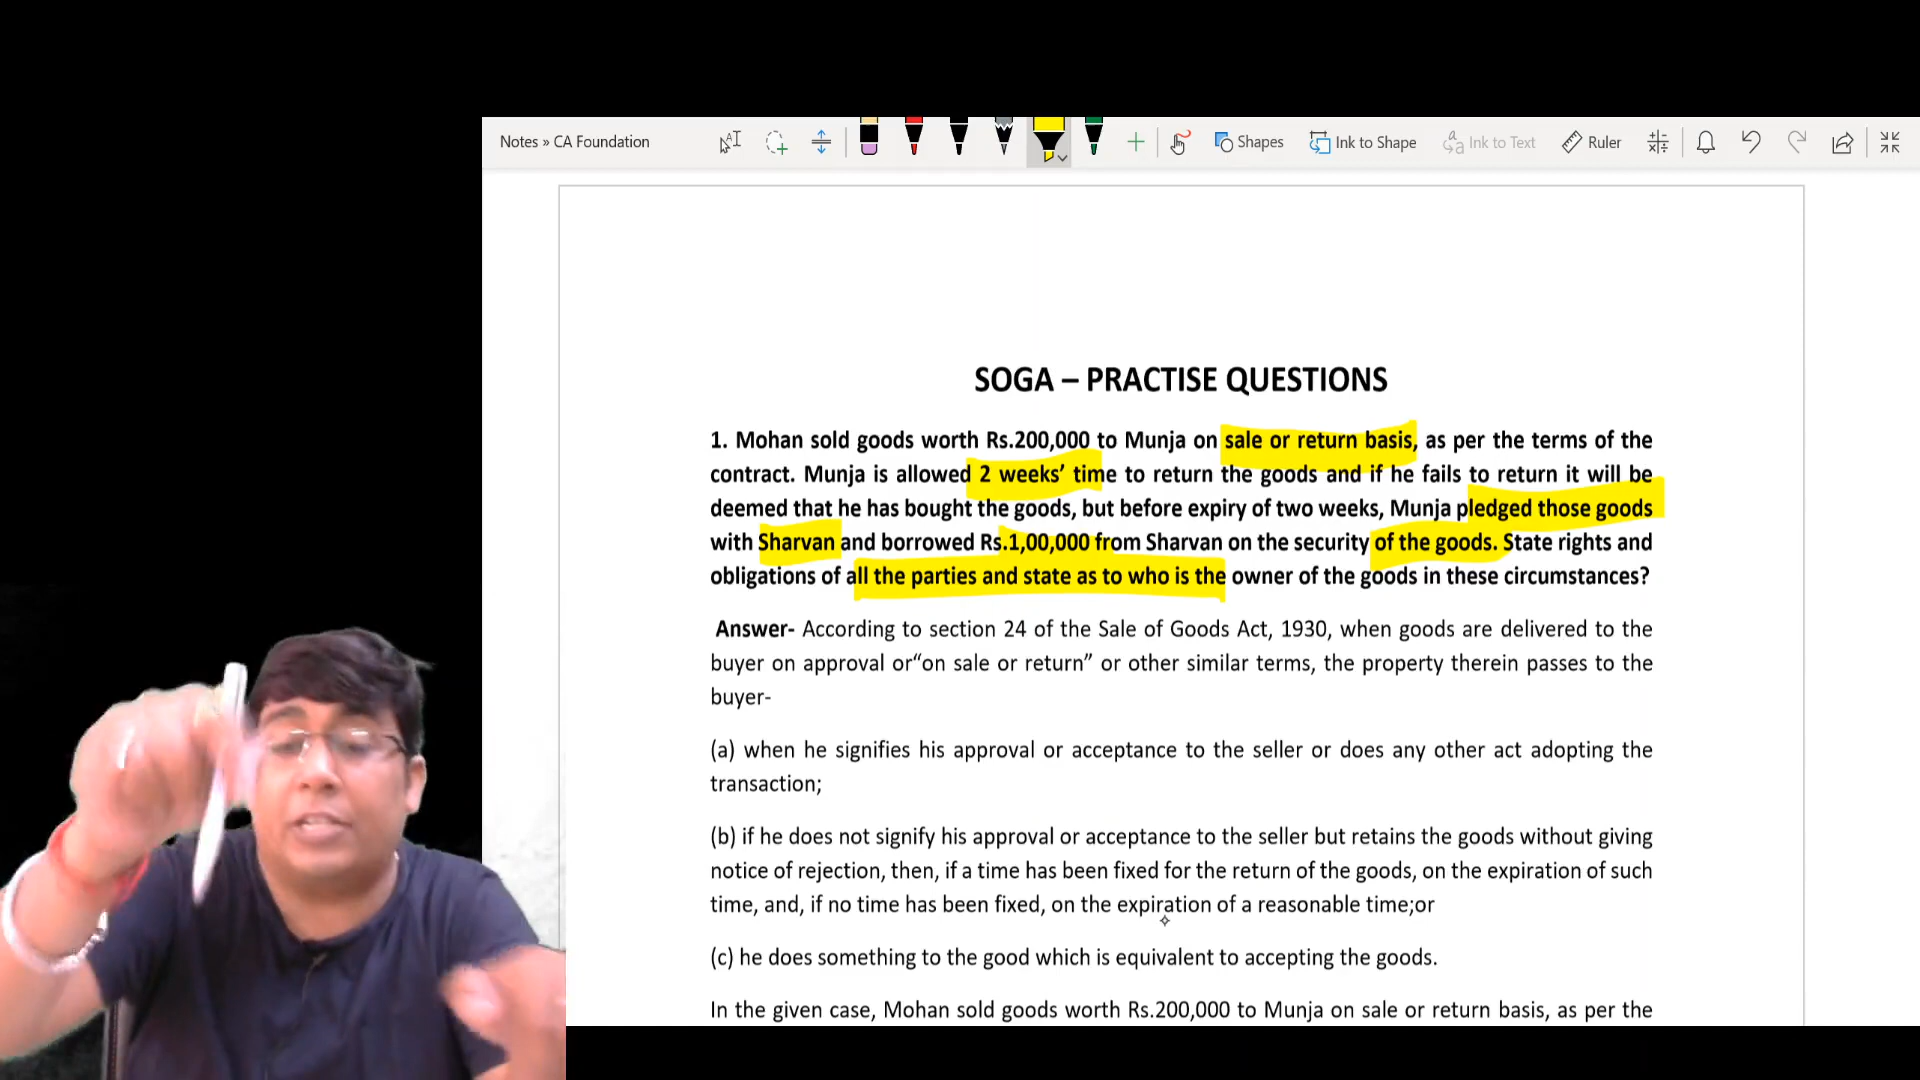 Notes » CA Foundation
Shapes
Ink to Shape
Ink to Text
Ruler
SOGA – PRACTISE QUESTIONS
1. Mohan sold goods worth Rs.200,000 to Munja on sale or return basis, as per the terms of the
contract. Munja is allowed 2 weeks’ time to return the goods and if he fails to return it will be
deemed that he has bought the goods, but before expiry of two weeks, Munja pledged those goods
with Sharvan and borrowed Rs.1,00,000 from Sharvan on the security of the goods. State rights and
obligations of all the parties and state as to who is the owner of the goods in these circumstances?
Answer- According to section 24 of the Sale of Goods Act, 1930, when goods are delivered to the
buyer on approval or“on sale or return” or other similar terms, the property therein passes to the
buyer-
(a) when he signifies his approval or acceptance to the seller or does any other act adopting the
transaction;
(b) if he does not signify his approval or acceptance to the seller but retains the goods without giving
notice of rejection, then, if a time has been fixed for the return of the goods, on the expiration of such
time, and, if no time has been fixed, on the expiration of a reasonable time;or
(c) he does something to the good which is equivalent to accepting the goods.
In the given case, Mohan sold goods worth Rs.200,000 to Munja on sale or return basis, as per the